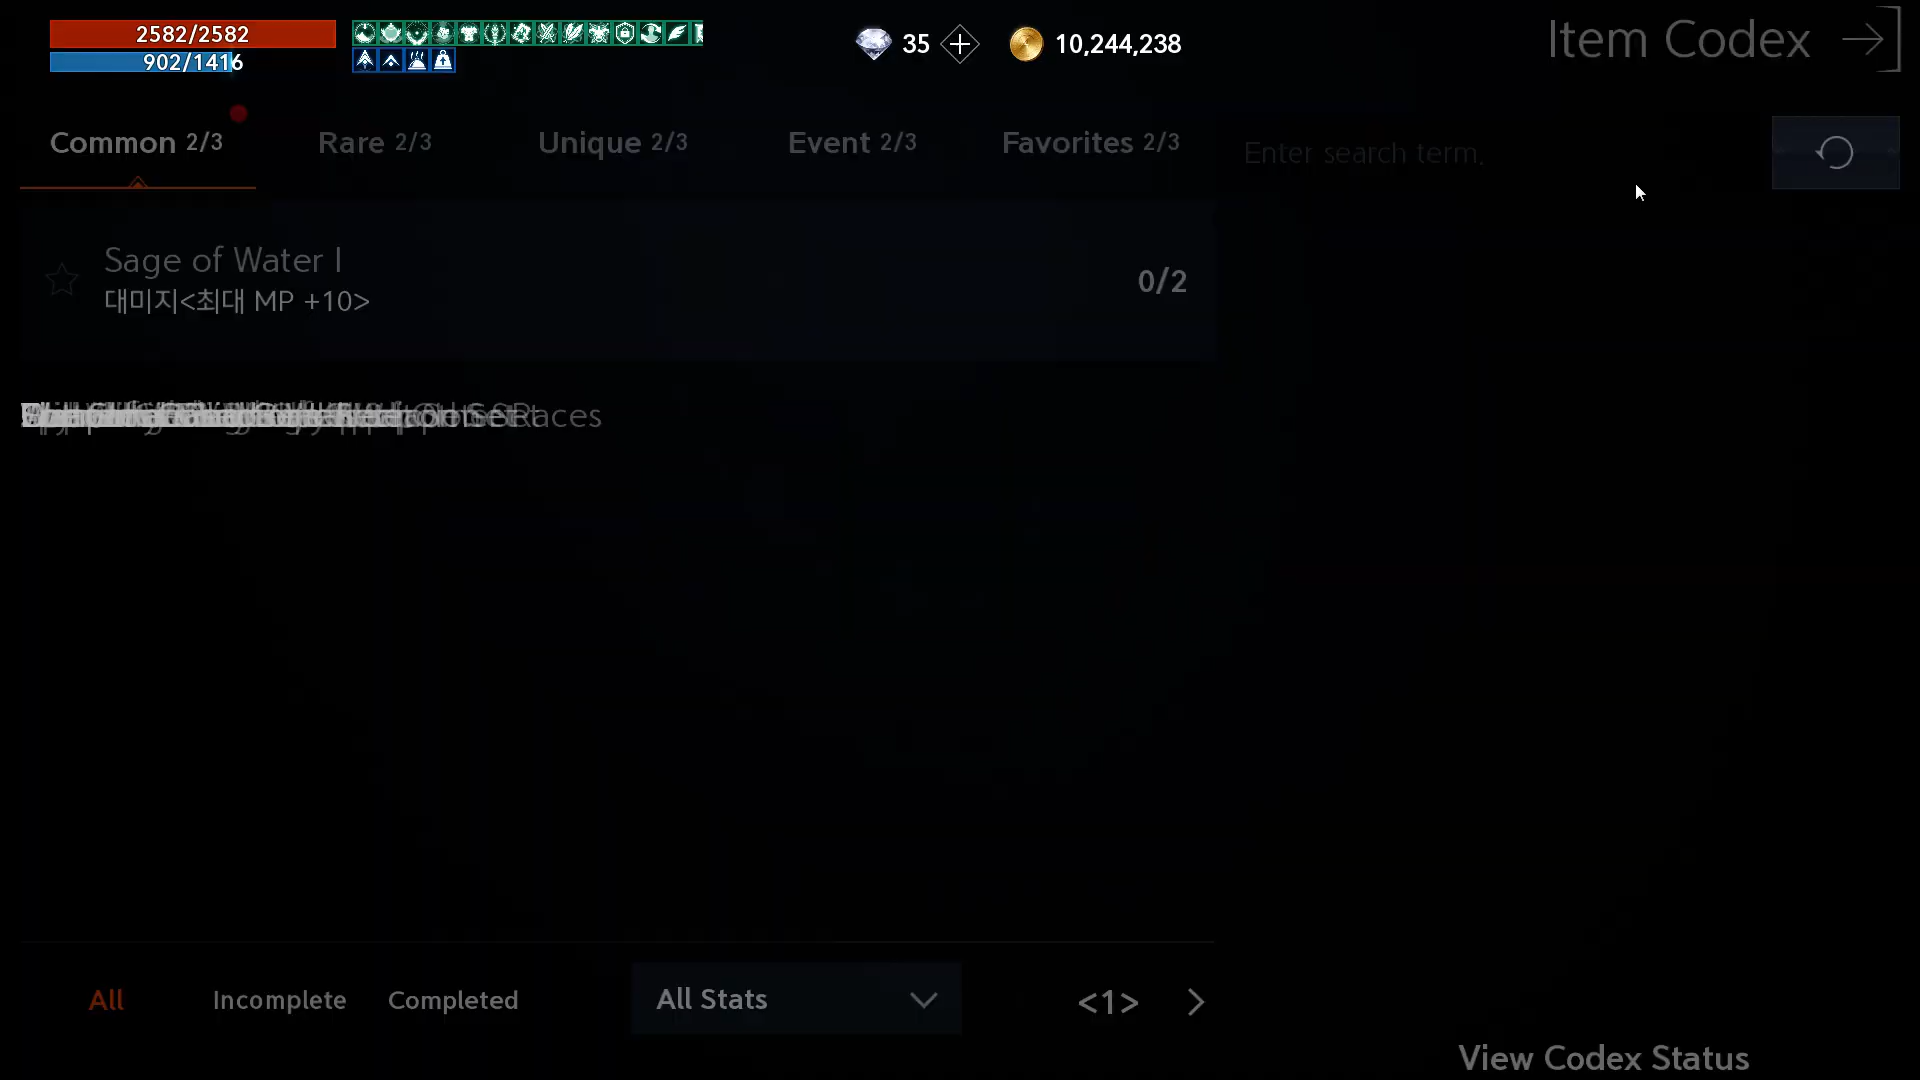 2582/2582
902/1416
35
10,244,238
Item Codex
Common 2/3
Rare 2/3
Unique 2/3
Event 2/3
Favorites 2/3
Enter search term.
Sage of Water I
대미지<최대 MP +10>
0/2
All
Incomplete
Completed
All Stats
<1>
View Codex Status